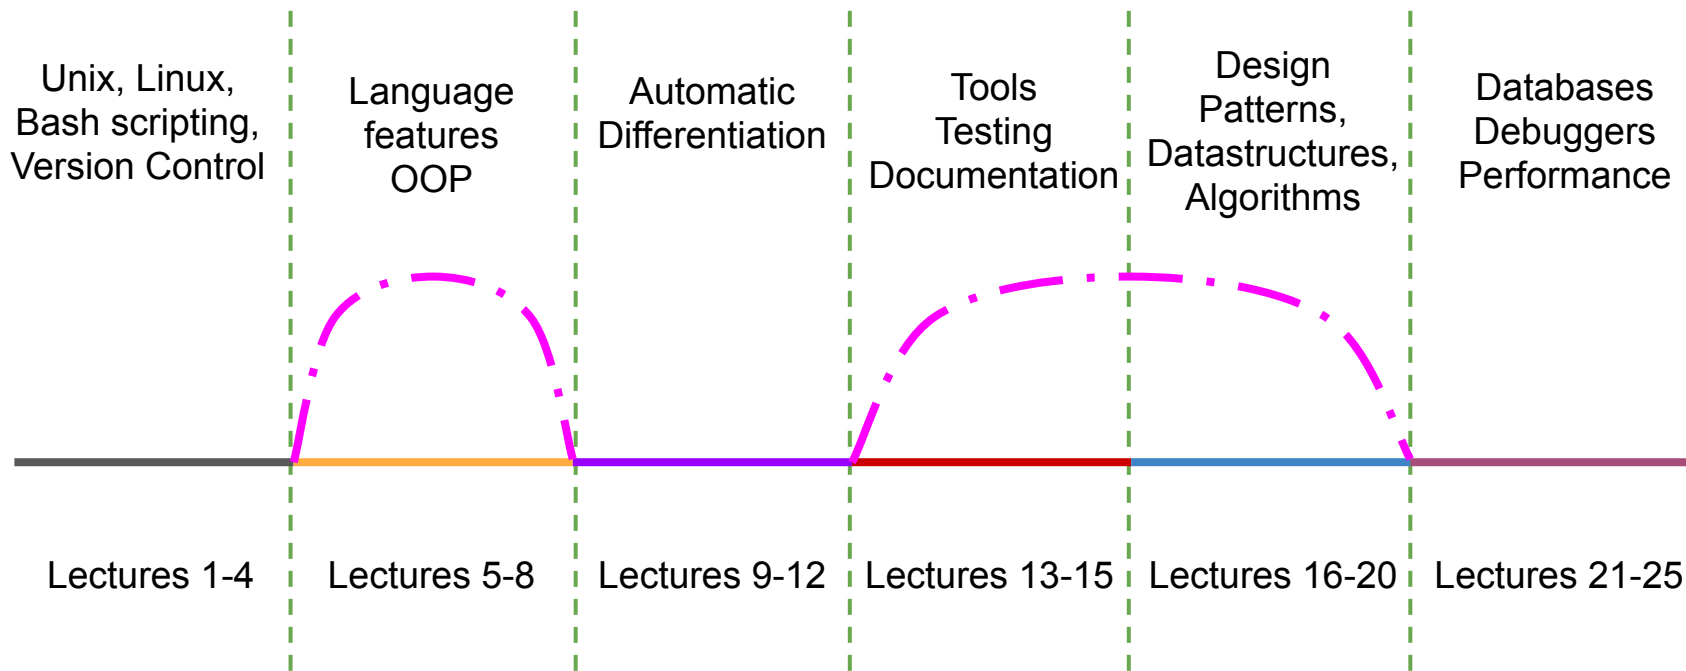 Unix, Linux,
Bash scripting,
Version Control
Language
features
OOP
Automatic
Differentiation
Tools
Testing
Documentation
Design
Patterns,
Datastructures,
Algorithms
Databases
Debuggers
Performance
Lectures 1-4
Lectures 5-8
Lectures 9-12
Lectures 13-15
Lectures 16-20
Lectures 21-25